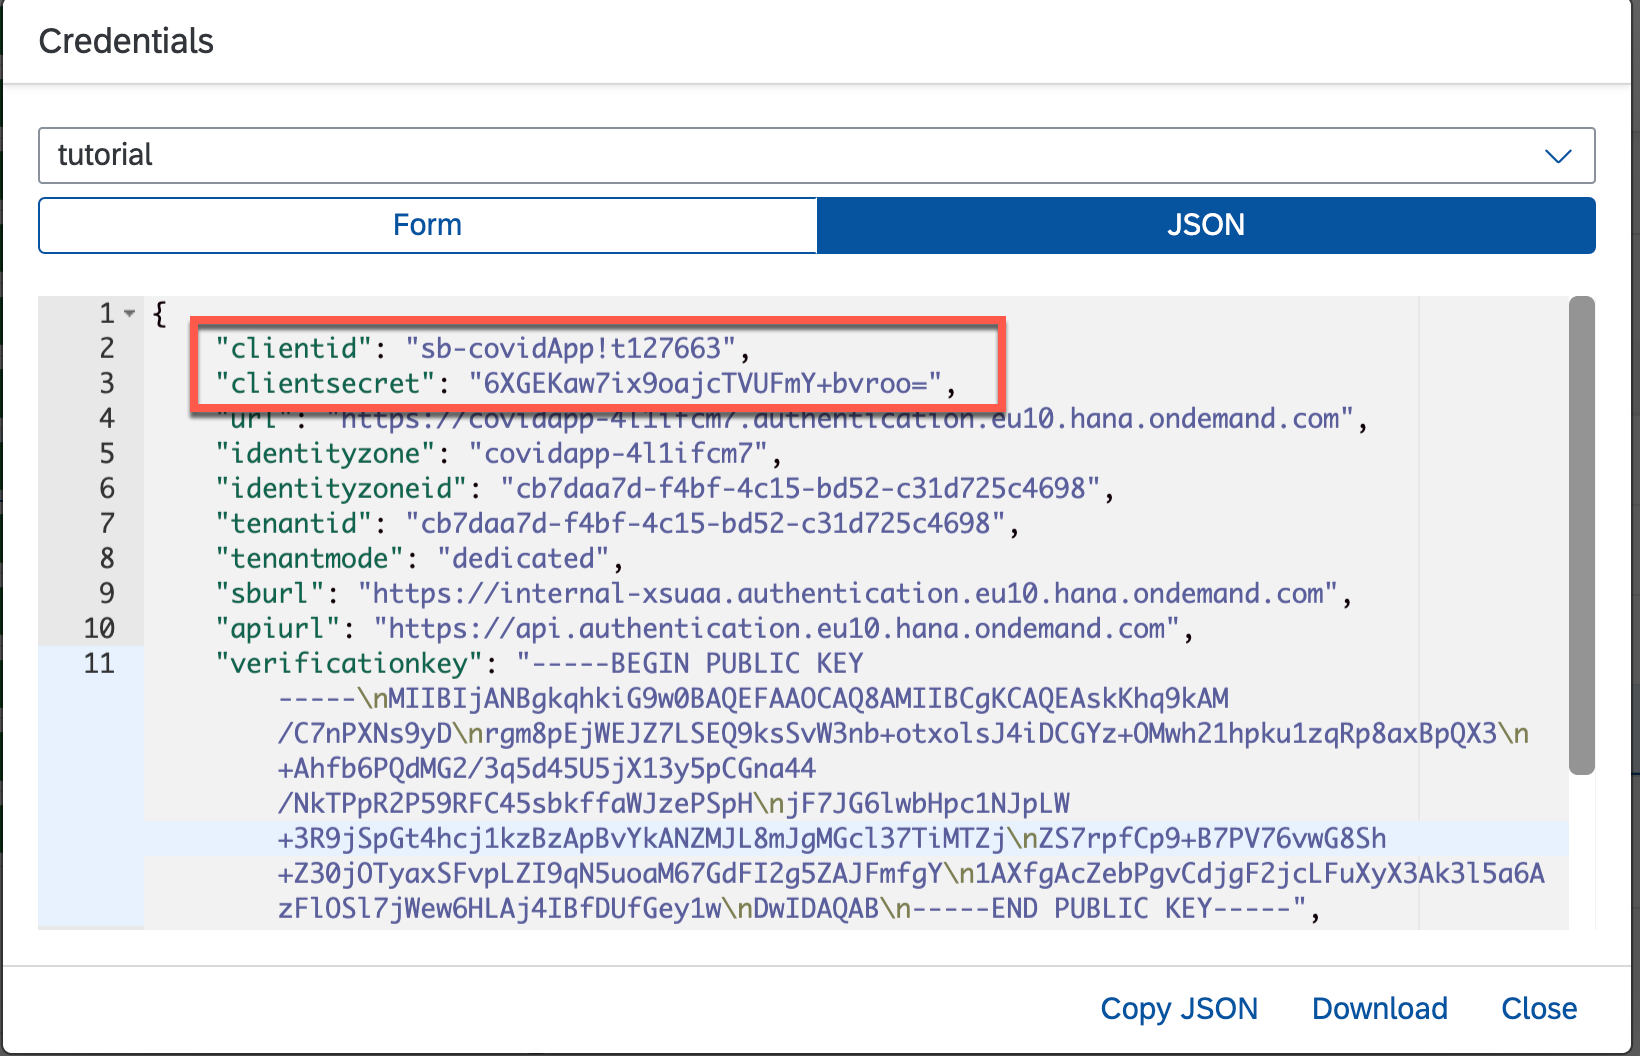 Credentials
tutorial
Form
JSON
1 {
2 "clientid": "sb-covidApp!t127663",
3 "clientsecret": "6XGEKaw7ix9oajcTVUFmY+bvroo=",
4 "url": "https://covidapp-4l1ifcm7.authentication.eu10.hana.ondemand.com",
5 "identityzone": "covidapp-4l1ifcm7",
6 "identityzoneid": "cb7daa7d-f4bf-4c15-bd52-c31d725c4698",
7 "tenantid": "cb7daa7d-f4bf-4c15-bd52-c31d725c4698",
8 "tenantmode": "dedicated",
9 "sburl": "https://internal-xsuaa.authentication.eu10.hana.ondemand.com",
10 "apiurl": "https://api.authentication.eu10.hana.ondemand.com",
11 "verificationkey": "-----BEGIN PUBLIC KEY
-----\nMIIBIjANBgkqhkiG9w0BAQEFAAOCAQ8AMIIBCgKCAQEAskKhq9kAM
/C7nPXNs9yD\nrgm8pEjWEJZ7LSEQ9ksSvW3nb+otxolsJ4iDCGYz+OMwh21hpku1zqRp8axBpQX3\n
+Ahfb6PQdMG2/3q5d45U5jX13y5pCGna44
/NkTPpR2P59RFC45sbkffaWJzePSpH\njF7JG6lwbHpc1NJpLW
+3R9jSpGt4hcj1kzBzApBvYkANZMJL8mJgMGcl37TiMTZj\nZS7rpfCp9+B7PV76vwG8Sh
+Z30jOTyaxSFvpLZI9qN5uoaM67GdFI2g5ZAJFmfgY\n1AXfgAcZebPgvCdjgF2jcLFuXyX3Ak3l5a6A
zFlOSl7jWew6HLAj4IBfDUfGey1w\nDwIDAQAB\n-----END PUBLIC KEY-----",
Copy JSON
Download
Close